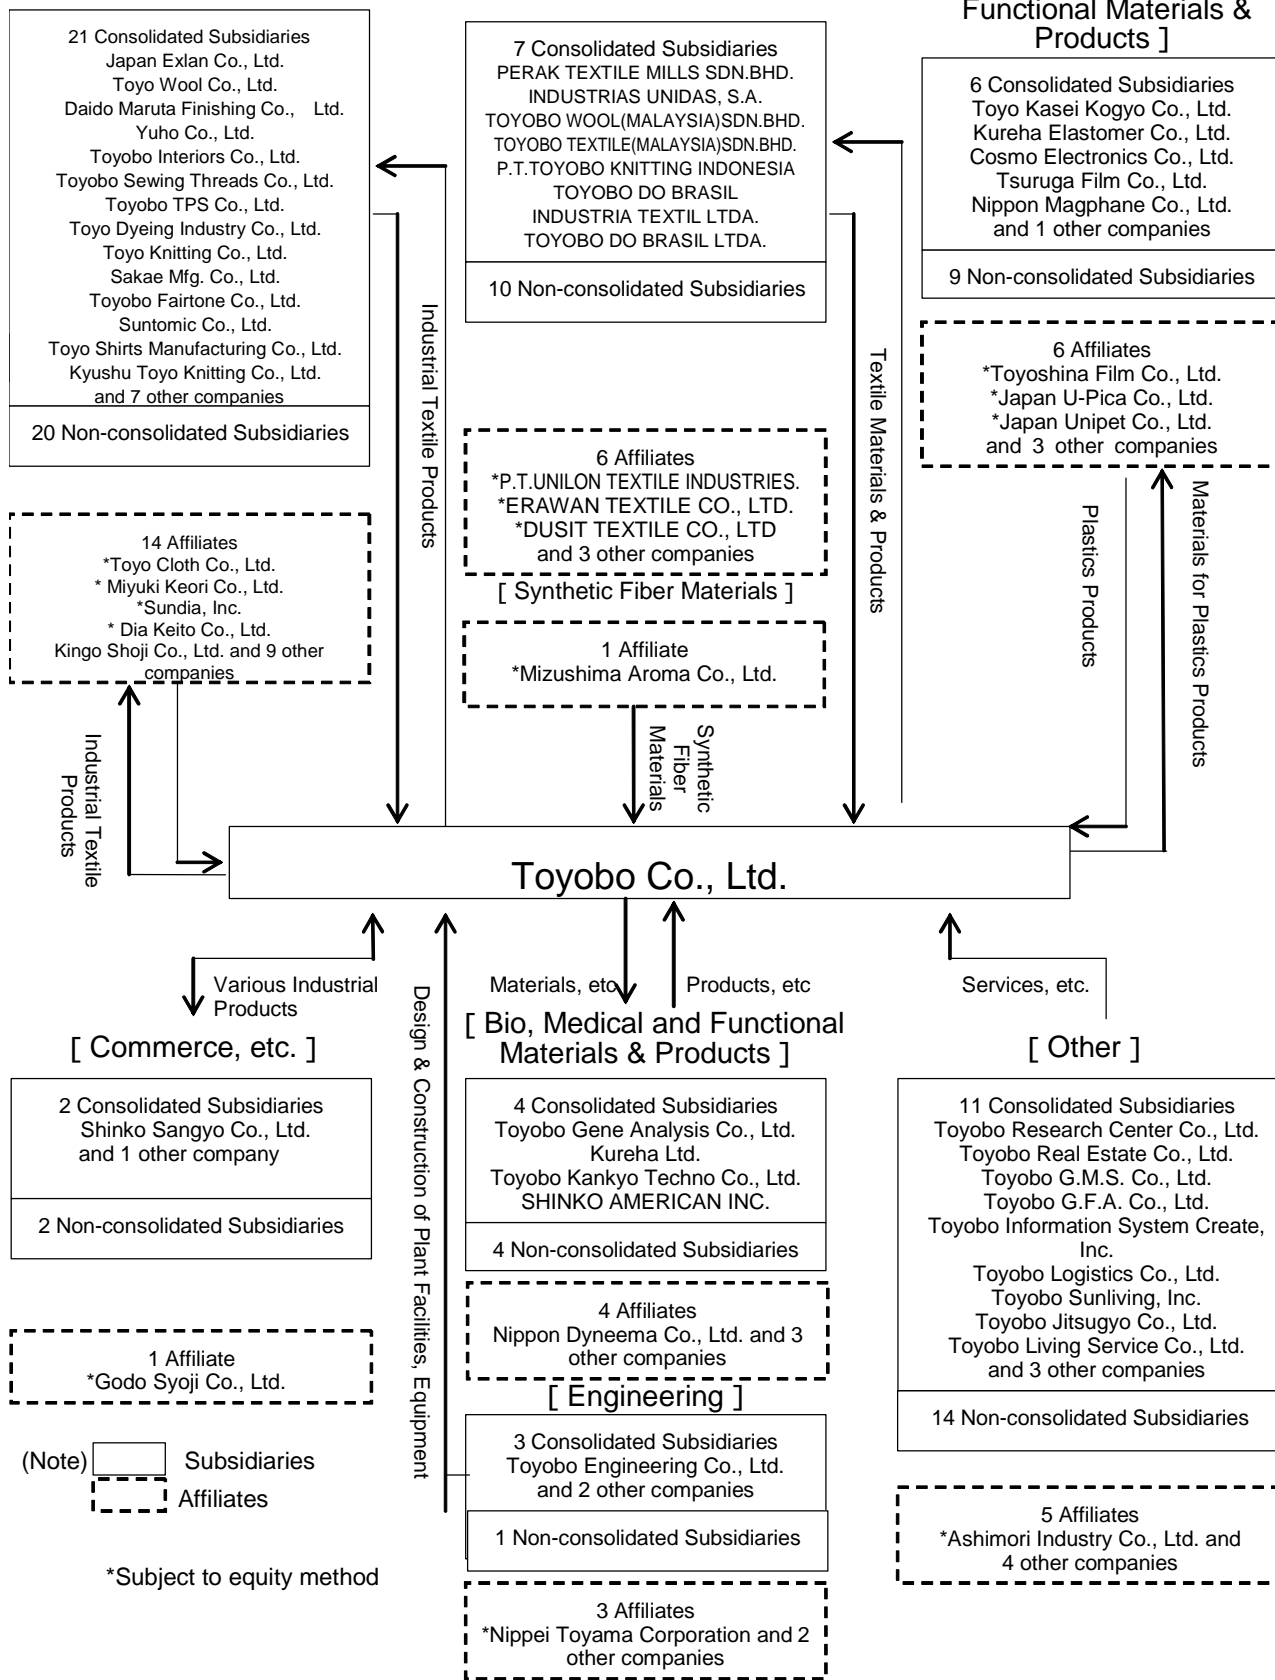 21 Consolidated Subsidiaries
Japan Exlan Co., Ltd.
Toyo Wool Co., Ltd.
Daido Maruta Finishing Co., Ltd.
Yuho Co., Ltd.
Toyobo Interiors Co., Ltd.
Toyobo Sewing Threads Co., Ltd.
Toyobo TPS Co., Ltd.
Toyo Dyeing Industry Co., Ltd.
Toyo Knitting Co., Ltd.
Sakae Mfg. Co., Ltd.
Toyobo Fairtone Co., Ltd.
Suntomic Co., Ltd.
Toyo Shirts Manufacturing Co., Ltd.
Kyushu Toyo Knitting Co., Ltd.
and 7 other companies
20 Non-consolidated Subsidiaries
14 Affiliates
*Toyo Cloth Co., Ltd.
* Miyuki Keori Co., Ltd.
*Sundia, Inc.
* Dia Keito Co., Ltd.
Kingo Shoji Co., Ltd. and 9 other
companies
Industrial Textile
Products
Industrial Textile Products
7 Consolidated Subsidiaries
PERAK TEXTILE MILLS SDN.BHD.
INDUSTRIAS UNIDAS, S.A.
TOYOBO WOOL(MALAYSIA)SDN.BHD.
TOYOBO TEXTILE(MALAYSIA)SDN.BHD.
P.T.TOYOBO KNITTING INDONESIA
TOYOBO DO BRASIL
INDUSTRIA TEXTIL LTDA.
TOYOBO DO BRASIL LTDA.
10 Non-consolidated Subsidiaries
6 Affiliates
*P.T.UNILON TEXTILE INDUSTRIES.
*ERAWAN TEXTILE CO., LTD.
*DUSIT TEXTILE CO., LTD
and 3 other companies
[ Synthetic Fiber Materials ]
1 Affiliate
*Mizushima Aroma Co., Ltd.
Synthetic
Fiber
Materials
Textile Materials & Products
Functional Materials &
Products ]
6 Consolidated Subsidiaries
Toyo Kasei Kogyo Co., Ltd.
Kureha Elastomer Co., Ltd.
Cosmo Electronics Co., Ltd.
Tsuruga Film Co., Ltd.
Nippon Magphane Co., Ltd.
and 1 other companies
9 Non-consolidated Subsidiaries
6 Affiliates
*Toyoshina Film Co., Ltd.
*Japan U-Pica Co., Ltd.
*Japan Unipet Co., Ltd.
and 3 other companies
Plastics Products
Materials for Plastics Products
Toyobo Co., Ltd.
Various Industrial
Products
[ Commerce, etc. ]
2 Consolidated Subsidiaries
Shinko Sangyo Co., Ltd.
and 1 other company
2 Non-consolidated Subsidiaries
1 Affiliate
*Godo Syoji Co., Ltd.
(Note)
Subsidiaries
Affiliates
*Subject to equity method
Design & Construction of Plant Facilities, Equipment
Materials, etc
Products, etc
[ Bio, Medical and Functional
Materials & Products ]
4 Consolidated Subsidiaries
Toyobo Gene Analysis Co., Ltd.
Kureha Ltd.
Toyobo Kankyo Techno Co., Ltd.
SHINKO AMERICAN INC.
4 Non-consolidated Subsidiaries
4 Affiliates
Nippon Dyneema Co., Ltd. and 3
other companies
[ Engineering ]
3 Consolidated Subsidiaries
Toyobo Engineering Co., Ltd.
and 2 other companies
1 Non-consolidated Subsidiaries
3 Affiliates
*Nippei Toyama Corporation and 2
other companies
Services, etc.
[ Other ]
11 Consolidated Subsidiaries
Toyobo Research Center Co., Ltd.
Toyobo Real Estate Co., Ltd.
Toyobo G.M.S. Co., Ltd.
Toyobo G.F.A. Co., Ltd.
Toyobo Information System Create,
Inc.
Toyobo Logistics Co., Ltd.
Toyobo Sunliving, Inc.
Toyobo Jitsugyo Co., Ltd.
Toyobo Living Service Co., Ltd.
and 3 other companies
14 Non-consolidated Subsidiaries
5 Affiliates
*Ashimori Industry Co., Ltd. and
4 other companies